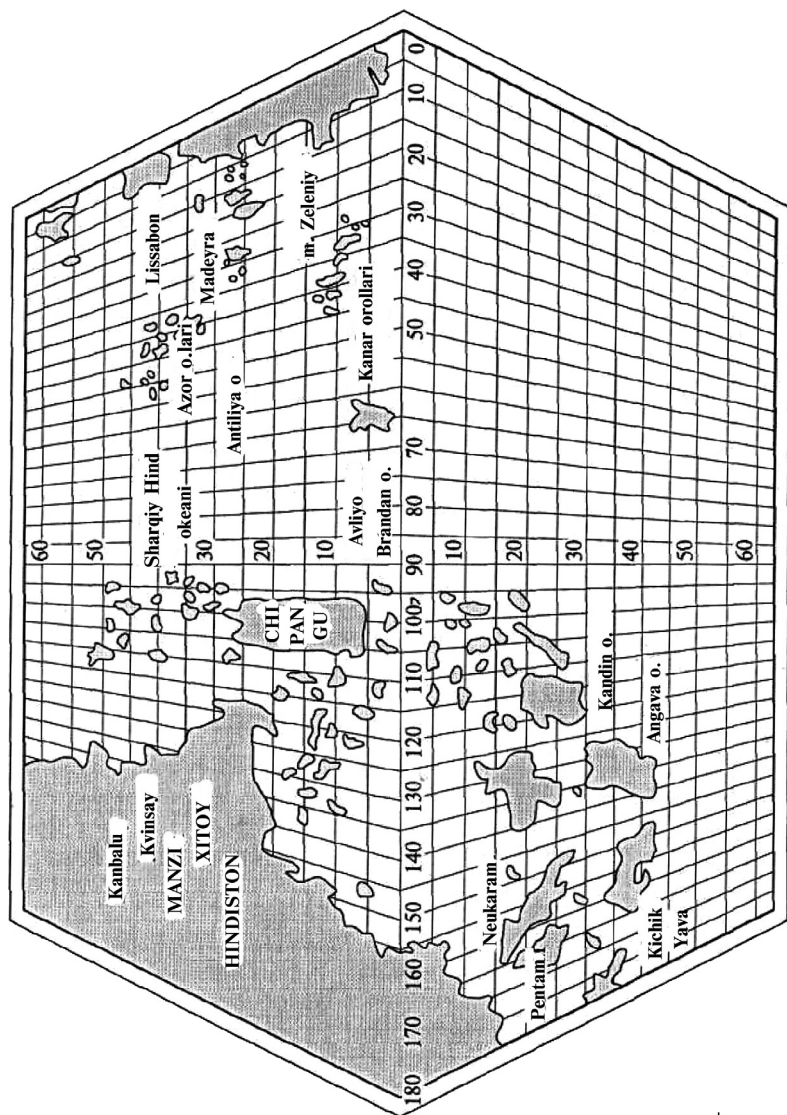 60
50
Kanbalu
Kvinsay
Sharqiy Hind
okeani
Lissabon
MANZI
Azor o.lari
XITOY
Madeyra
30
HINDISTON
Antiliya o
20
CHI
PAN
GU
m. Zeleniy
10
Avliyo
Brandan o.
Kanar orollari
180 170 160 150 140 130 120 110 100 90 80 70 50 40 30 20 10 0
10
Neukaram
20
Pentam
30
Kandin o.
40
Kichik
Yava
Angava o.
50
60